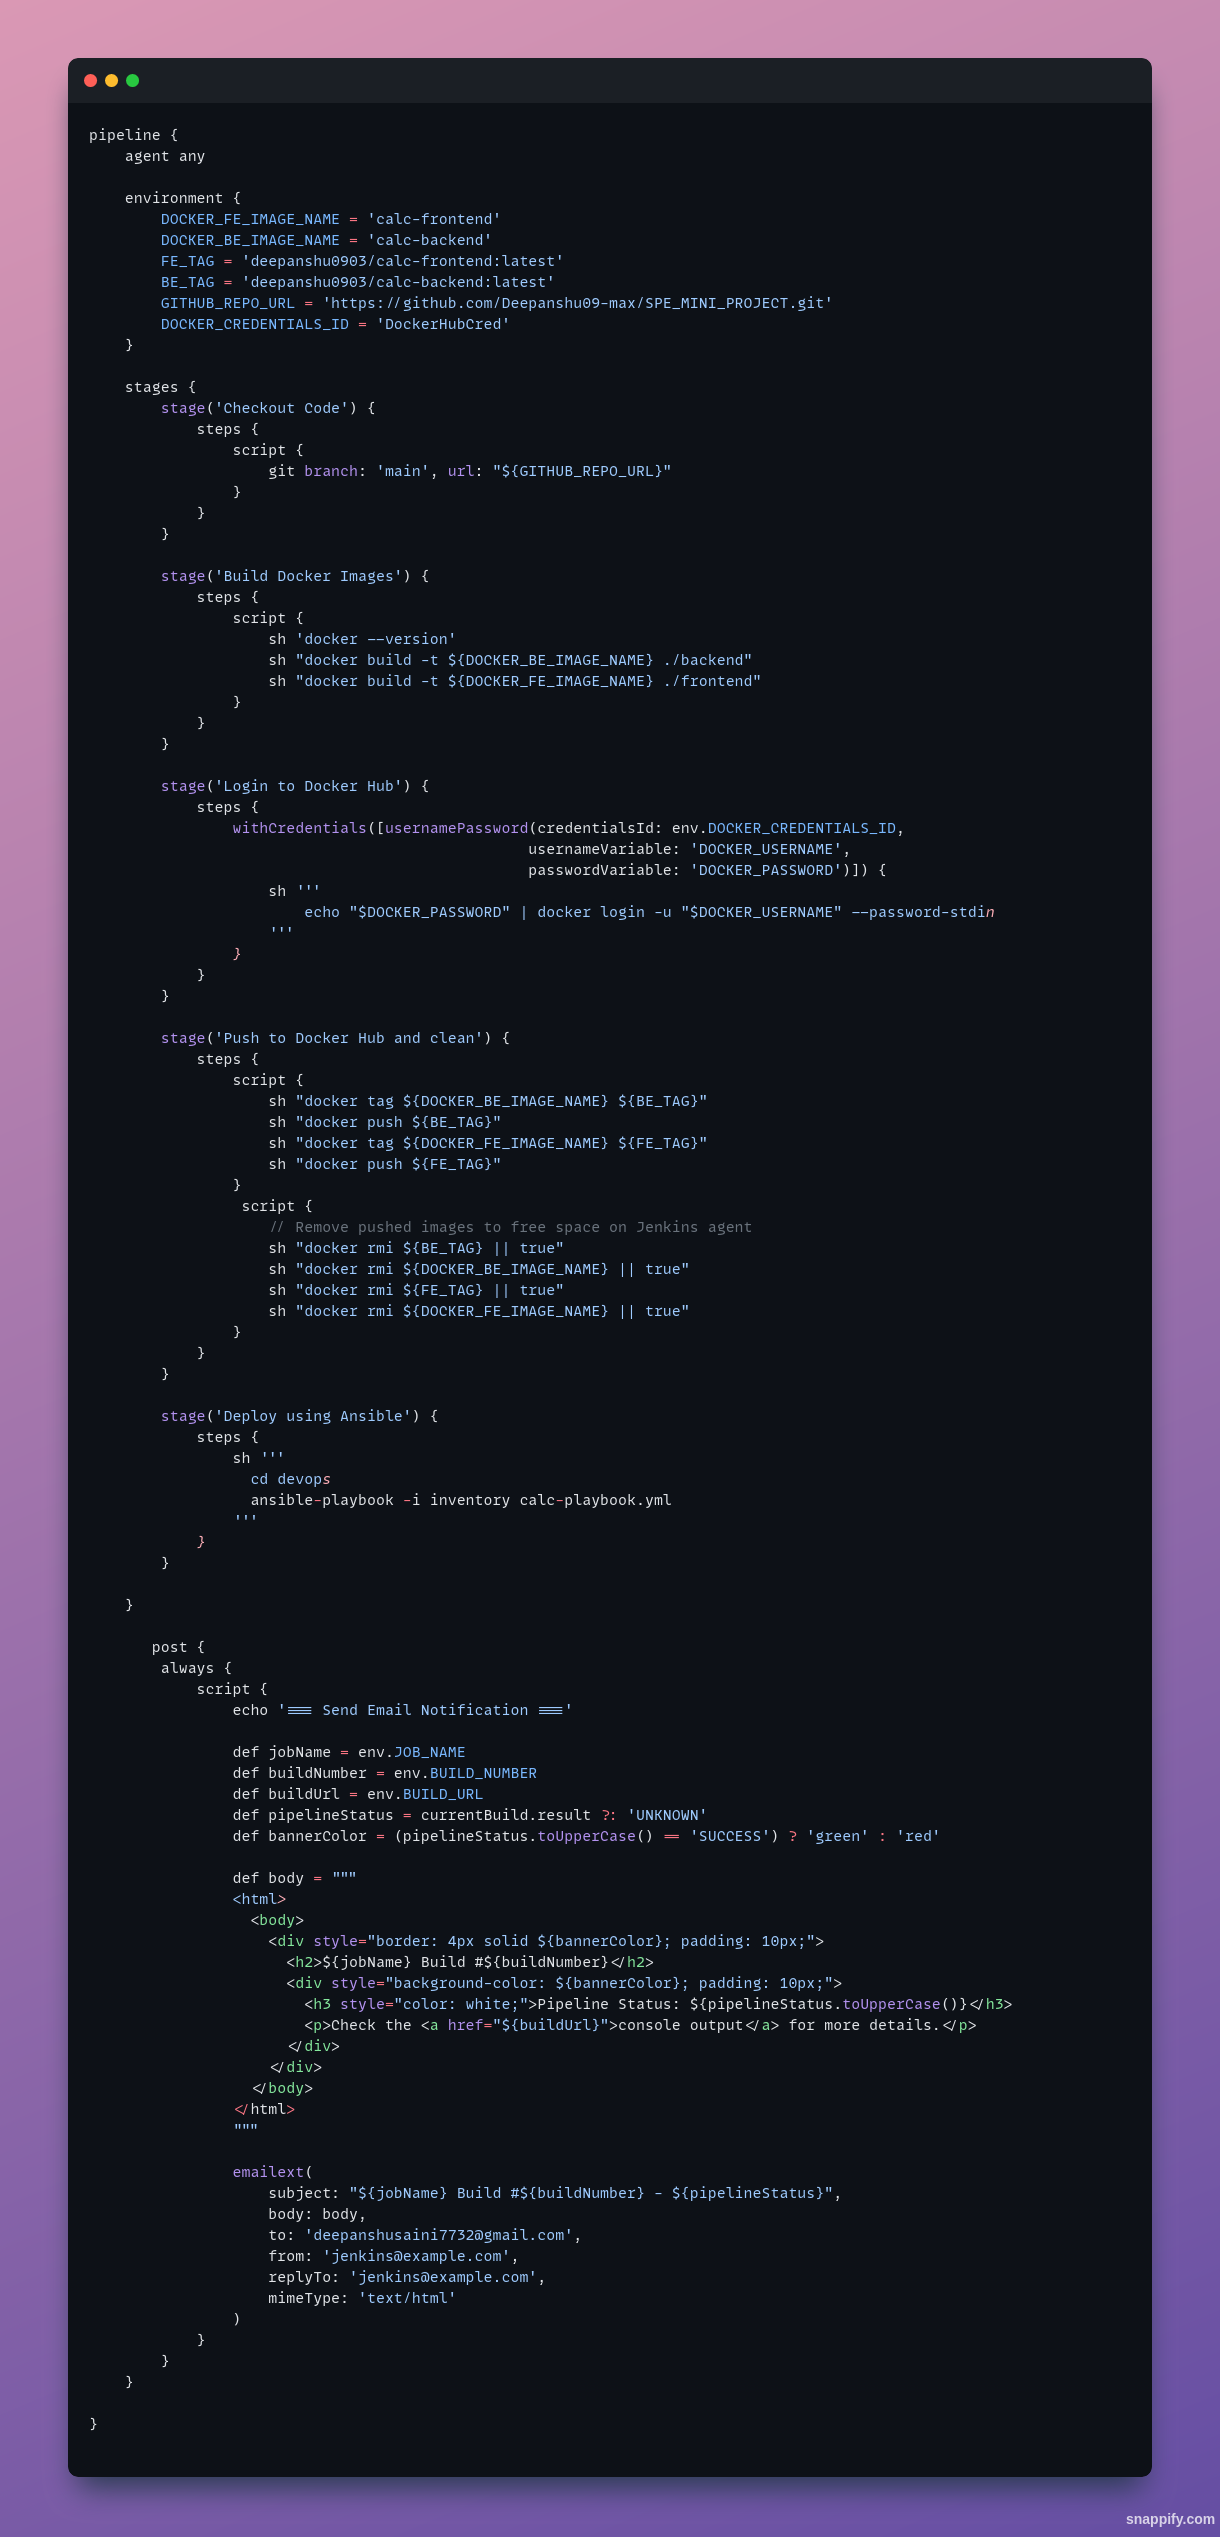 pipeline {
    agent any

    environment {
        DOCKER_FE_IMAGE_NAME = 'calc-frontend'
        DOCKER_BE_IMAGE_NAME = 'calc-backend'
        FE_TAG = 'deepanshu0903/calc-frontend:latest'
        BE_TAG = 'deepanshu0903/calc-backend:latest'
        GITHUB_REPO_URL = 'https://github.com/Deepanshu09-max/SPE_MINI_PROJECT.git'
        DOCKER_CREDENTIALS_ID = 'DockerHubCred'
    }

    stages {
        stage('Checkout Code') {
            steps {
                script {
                    git branch: 'main', url: "${GITHUB_REPO_URL}"
                }
            }
        }

        stage('Build Docker Images') {
            steps {
                script {
                    sh 'docker --version'
                    sh "docker build -t ${DOCKER_BE_IMAGE_NAME} ./backend"
                    sh "docker build -t ${DOCKER_FE_IMAGE_NAME} ./frontend"
                }
            }
        }

        stage('Login to Docker Hub') {
            steps {
                withCredentials([usernamePassword(credentialsId: env.DOCKER_CREDENTIALS_ID,
                                                 usernameVariable: 'DOCKER_USERNAME',
                                                 passwordVariable: 'DOCKER_PASSWORD')]) {
                    sh '''
                        echo "$DOCKER_PASSWORD" | docker login -u "$DOCKER_USERNAME" --password-stdin
                    '''
                }
            }
        }

        stage('Push to Docker Hub and clean') {
            steps {
                script {
                    sh "docker tag ${DOCKER_BE_IMAGE_NAME} ${BE_TAG}"
                    sh "docker push ${BE_TAG}"
                    sh "docker tag ${DOCKER_FE_IMAGE_NAME} ${FE_TAG}"
                    sh "docker push ${FE_TAG}"
                }
                 script {
                    // Remove pushed images to free space on Jenkins agent
                    sh "docker rmi ${BE_TAG} || true"
                    sh "docker rmi ${DOCKER_BE_IMAGE_NAME} || true"
                    sh "docker rmi ${FE_TAG} || true"
                    sh "docker rmi ${DOCKER_FE_IMAGE_NAME} || true"
                }
            }
        }

        stage('Deploy using Ansible') {
            steps {
                sh '''
                  cd devops
                  ansible-playbook -i inventory calc-playbook.yml
                '''
            }
        }

    }

       post {
        always {
            script {
                echo '=== Send Email Notification ==='

                def jobName = env.JOB_NAME
                def buildNumber = env.BUILD_NUMBER
                def buildUrl = env.BUILD_URL
                def pipelineStatus = currentBuild.result ?: 'UNKNOWN'
                def bannerColor = (pipelineStatus.toUpperCase() == 'SUCCESS') ? 'green' : 'red'

                def body = """
                <html>
                  <body>
                    <div style="border: 4px solid ${bannerColor}; padding: 10px;">
                      <h2>${jobName} Build #${buildNumber}</h2>
                      <div style="background-color: ${bannerColor}; padding: 10px;">
                        <h3 style="color: white;">Pipeline Status: ${pipelineStatus.toUpperCase()}</h3>
                        <p>Check the <a href="${buildUrl}">console output</a> for more details.</p>
                      </div>
                    </div>
                  </body>
                </html>
                """

                emailext(
                    subject: "${jobName} Build #${buildNumber} - ${pipelineStatus}",
                    body: body,
                    to: 'deepanshusaini7732@gmail.com',
                    from: 'jenkins@example.com',
                    replyTo: 'jenkins@example.com',
                    mimeType: 'text/html'
                )
            }
        }
    }

}
snappify.com